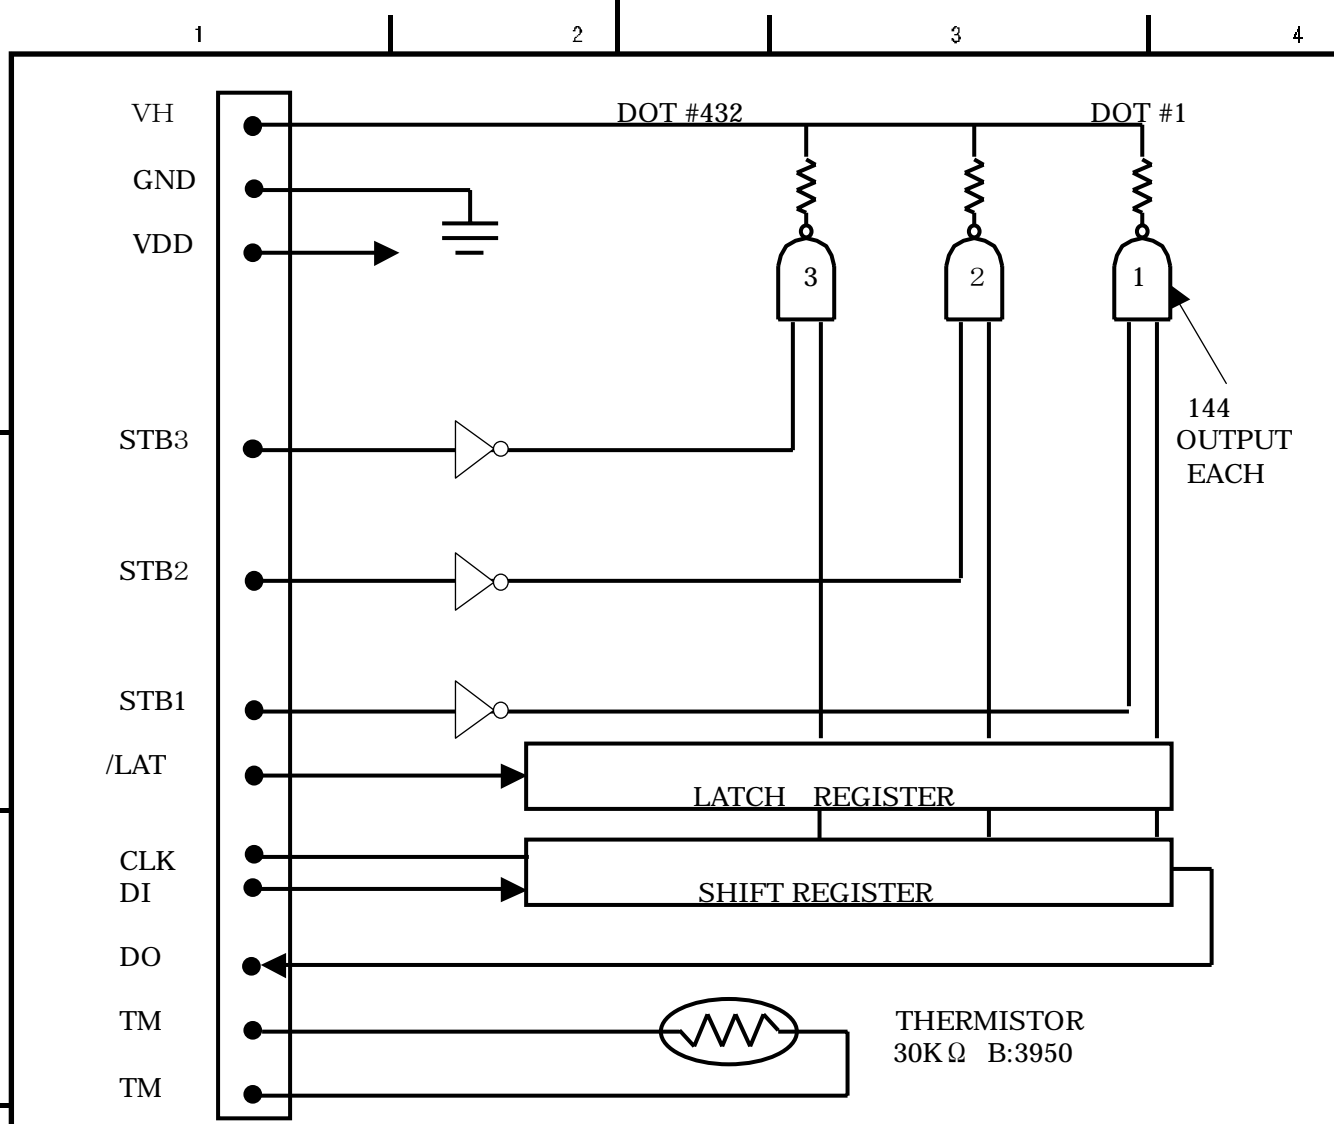 1 2 3 4
VH DOT #432 DOT #1
GND
VDD
3 2 1
144
OUTPUT
EACH
STB3
STB2
STB1
/LAT
LATCH REGISTER
CLK
DI
SHIFT REGISTER
DO
TM
THERMISTOR
30KΩ B:3950
TM